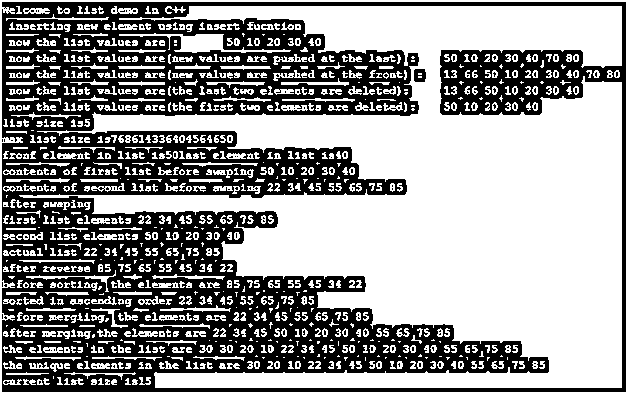 Welcome to list demo in C++
inserting new element using insert fucntion
now the list values are : 50 10 20 30 40
now the list values are(new values are pushed at the last) : 50 10 20 30 40 70 80
now the list values are(new values are pushed at the front) : 13 66 50 10 20 30 40 70 80
now the list values are(the last two elements are deleted): 13 66 50 10 20 30 40
now the list values are(the first two elements are deleted): 50 10 20 30 40
list size is5
max list size is768614336404564650
fronf element in list is50last element in list is40
contents of first list before swaping 50 10 20 30 40
contents of second list before swaping 22 34 45 55 65 75 85
after swaping
first list elements 22 34 45 55 65 75 85
second list elements 50 10 20 30 40
actual list 22 34 45 55 65 75 85
after reverse 85 75 65 55 45 34 22
before sorting, the elements are 85 75 65 55 45 34 22
sorted in ascending order 22 34 45 55 65 75 85
before mergiing, the elements are 22 34 45 55 65 75 85
after merging,the elements are 22 34 45 50 10 20 30 40 55 65 75 85
the elements in the list are 30 30 20 10 22 34 45 50 10 20 30 40 55 65 75 85
the unique elements in the list are 30 20 10 22 34 45 50 10 20 30 40 55 65 75 85
current list size is15